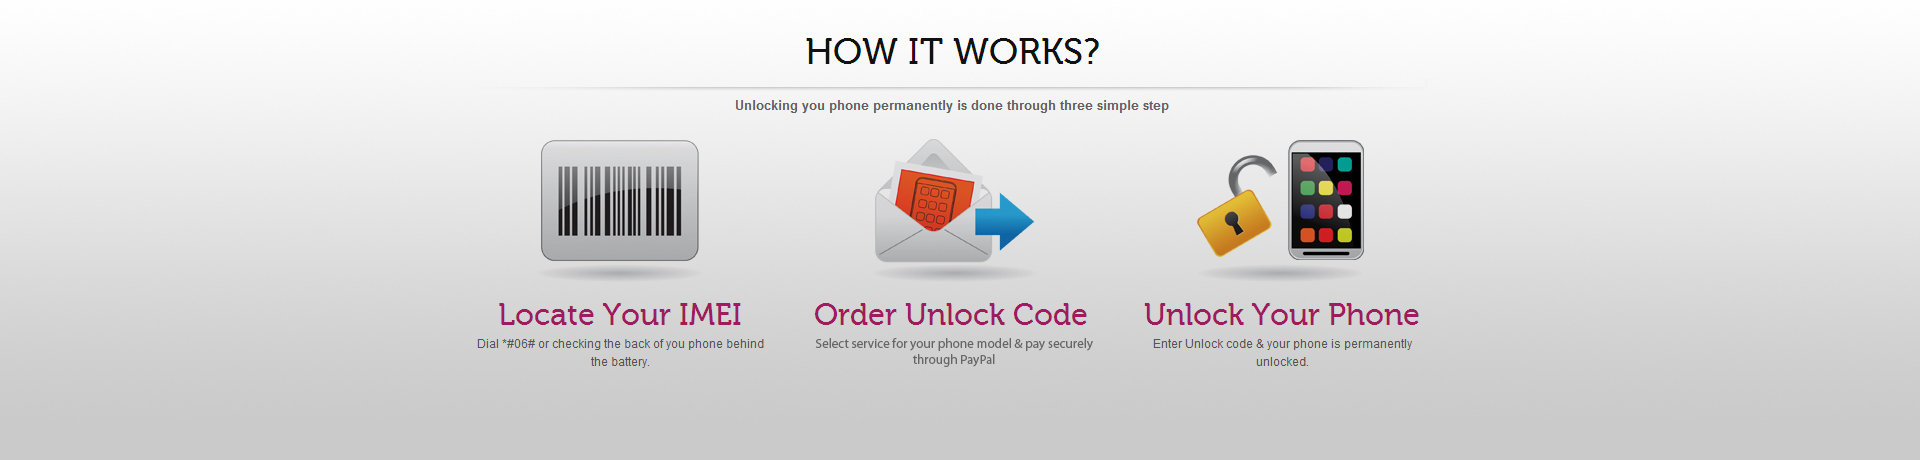 HOW IT WORKS?
Unlocking you phone permanently is done through three simple step
Locate Your IMEI
Dial *#06# or checking the back of you phone behind
the battery.
Order Unlock Code
Select service for your phone model & pay securely
through PayPal
Unlock Your Phone
Enter Unlock code & your phone is permanently
unlocked.